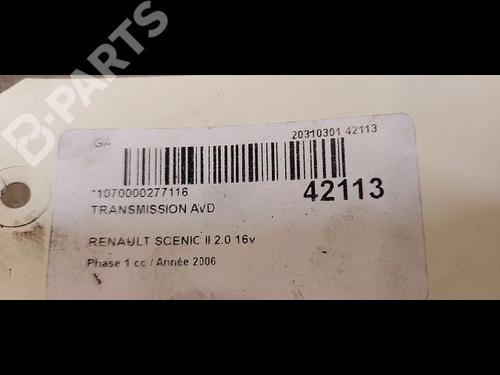 B-PARTS
GA
20310301 42113
*1070000277116
42113
TRANSMISSION AVD
RENAULT SCENIC II 2.0 16v
Phase 1 cc / Année 2006